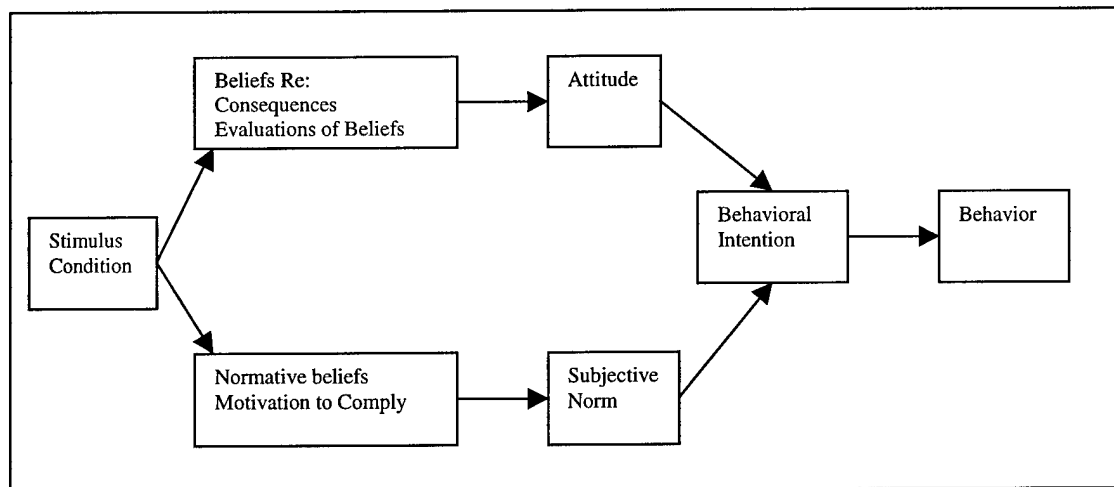 Beliefs Re:
Consequences
Evaluations of Beliefs
Attitude
Stimulus
Condition
Behavioral
Intention
Behavior
Normative beliefs
Motivation to Comply
Subjective
Norm